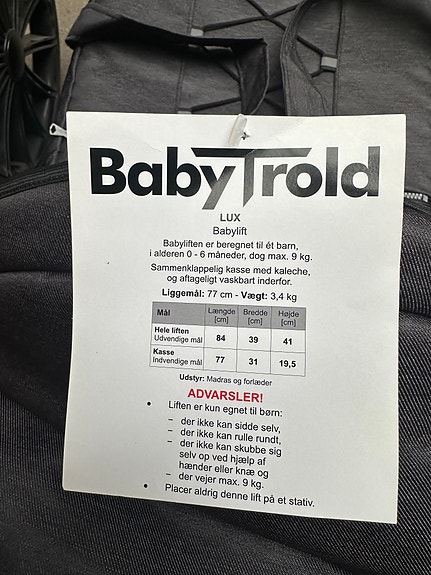 BabyTrold
LUX
Babylift
Babyliften er beregnet til ét barn,
i alderen 0 - 6 måneder, dog max. 9 kg.
Sammenklappelig kasse med kaleche,
og aftageligt vaskbart inderfor.
Liggemål: 77 cm - Vægt: 3,4 kg
Mål Længde [cm] Bredde [cm] Højde [cm]
Hele liften
Udvendige mål 84 39 41
Kasse
Indvendige mål 77 31 19,5
Udstyr: Madras og forlæder
ADVARSLER!
• Liften er kun egnet til børn:
– der ikke kan sidde selv,
– der ikke kan rulle rundt,
– der ikke kan skubbe sig
selv op ved hjælp af
hænder eller knæ og
– der vejer max. 9 kg.
• Placer aldrig denne lift på et stativ.